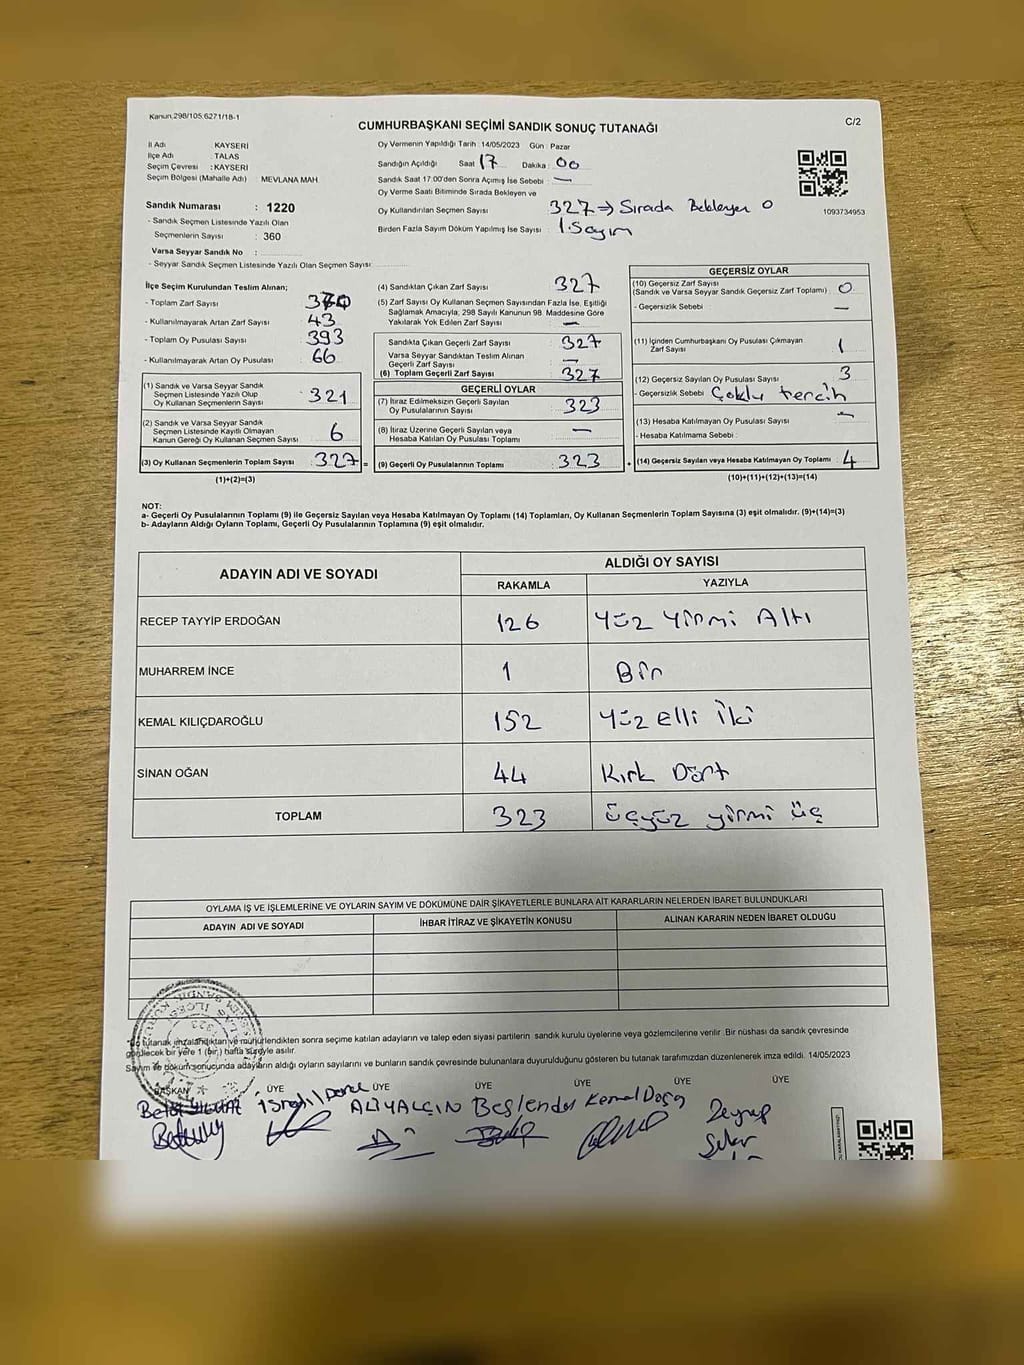 Kanun,298/105,6271/18-1
CUMHURBAŞKANI SEÇİMİ SANDIK SONUÇ TUTANAĞI
C/2
İl Adı : KAYSERİ
İlçe Adı : TALAS
Seçim Çevresi : KAYSERİ
Seçim Bölgesi (Mahalle Adı) : MEVLANA MAH.
Sandık Numarası : 1220
- Sandık Seçmen Listesinde Yazılı Olan
Seçmenlerin Sayısı : 360
Varsa Seyyar Sandık No :
- Seyyar Sandık Seçmen Listesinde Yazılı Olan Seçmen Sayısı:
Oy Vermenin Yapıldığı Tarih : 14/05/2023 Gün : Pazar
Sandığın Açıldığı Saat 17 Dakika : 00
Sandık Saat 17:00'den Sonra Açımış İse Sebebi : —
Oy Verme Saati Bitiminde Sırada Bekleyen ve
Oy Kullandırılan Seçmen Sayısı 327 => Sırada Bekleyen 0
Birden Fazla Sayım Döküm Yapılmış İse Sayısı : 1. Sayım
1093734953
İlçe Seçim Kurulundan Teslim Alınan;
- Toplam Zarf Sayısı :
- Kullanılmayarak Artan Zarf Sayısı : 43
- Toplam Oy Pusulası Sayısı : 393
- Kullanılmayarak Artan Oy Pusulası : 66
(1) Sandık ve Varsa Seyyar Sandık
Seçmen Listesinde Yazılı Olup
Oy Kullanan Seçmenlerin Sayısı : 321
(2) Sandık ve Varsa Seyyar Sandık
Seçmen Listesinde Kayıtlı Olmayan
Kanun Gereği Oy Kullanan Seçmen Sayısı : 6
(3) Oy Kullanan Seçmenlerin Toplam Sayısı : 327 =
(1)+(2)=(3)
(4) Sandıktan Çıkan Zarf Sayısı : 327
(5) Zarf Sayısı Oy Kullanan Seçmen Sayısından Fazla İse, Eşitliği
Sağlamak Amacıyla, 298 Sayılı Kanunun 98. Maddesine Göre
Yakılarak Yok Edilen Zarf Sayısı : —
Sandıkta Çıkan Geçerli Zarf Sayısı : 327
Varsa Seyyar Sandıktan Teslim Alınan
Geçerli Zarf Sayısı : —
(6) Toplam Geçerli Zarf Sayısı : 327
GEÇERLİ OYLAR
(7) İtiraz Edilmeksizin Geçerli Sayılan
Oy Pusulalarının Sayısı : 323
(8) İtiraz Üzerine Geçerli Sayılan veya
Hesaba Katılan Oy Pusulası Toplamı : —
(9) Geçerli Oy Pusulalarının Toplamı : 323 +
GEÇERSİZ OYLAR
(10) Geçersiz Zarf Sayısı
(Sandık ve Varsa Seyyar Sandık Geçersiz Zarf Toplamı) : 0
- Geçersizlik Sebebi : —
(11) İçinden Cumhurbaşkanı Oy Pusulası Çıkmayan
Zarf Sayısı : 1
(12) Geçersiz Sayılan Oy Pusulası Sayısı : 3
- Geçersizlik Sebebi : Çoklu tercih
(13) Hesaba Katılmayan Oy Pusulası Sayısı : —
- Hesaba Katılmama Sebebi :
(14) Geçersiz Sayılan veya Hesaba Katılmayan Oy Toplamı : 4
(10)+(11)+(12)+(13)=(14)
NOT:
a- Geçerli Oy Pusulalarının Toplamı (9) ile Geçersiz Sayılan veya Hesaba Katılmayan Oy Toplamı (14) Toplamları, Oy Kullanan Seçmenlerin Toplam Sayısına (3) eşit olmalıdır. (9)+(14)=(3)
b- Adayların Aldığı Oyların Toplamı, Geçerli Oy Pusulalarının Toplamına (9) eşit olmalıdır.
ADAYIN ADI VE SOYADI ALDIĞI OY SAYISI
RAKAMLA YAZIYLA
RECEP TAYYİP ERDOĞAN 126 Yüz Yirmi Altı
MUHARREM İNCE 1 Bir
KEMAL KILIÇDAROĞLU 152 Yüz elli iki
SİNAN OĞAN 44 Kırk Dört
TOPLAM 323 üçyüz yirmi üç
OYLAMA İŞ VE İŞLEMLERİNE VE OYLARIN SAYIM VE DÖKÜMÜNE DAİR ŞİKAYETLERLE BUNLARA AİT KARARLARIN NELERDEN İBARET BULUNDUKLARI
ADAYIN ADI VE SOYADI İHBAR İTİRAZ VE ŞİKAYETİN KONUSU ALINAN KARARIN NEDEN İBARET OLDUĞU
tutanak imzalandıktan ve mühürlendikten sonra seçime katılan adayların ve talep eden siyasi partilerin sandık kurulu üyelerine veya gözlemcilerine verilir. Bir nüshası da sandık çevresinde
görülecek bir yere 1 (bir) hafta süreyle asılır.
Sayım ve döküm sonucunda adayların aldığı oyların sayılarını ve bunların sandık çevresinde bulunanlara duyurulduğunu gösteren bu tutanak tarafımızdan düzenlenerek imza edildi. 14/05/2023
BAŞKAN ÜYE ÜYE ÜYE ÜYE ÜYE ÜYE
ALİ YALÇIN Kemal Zeynep